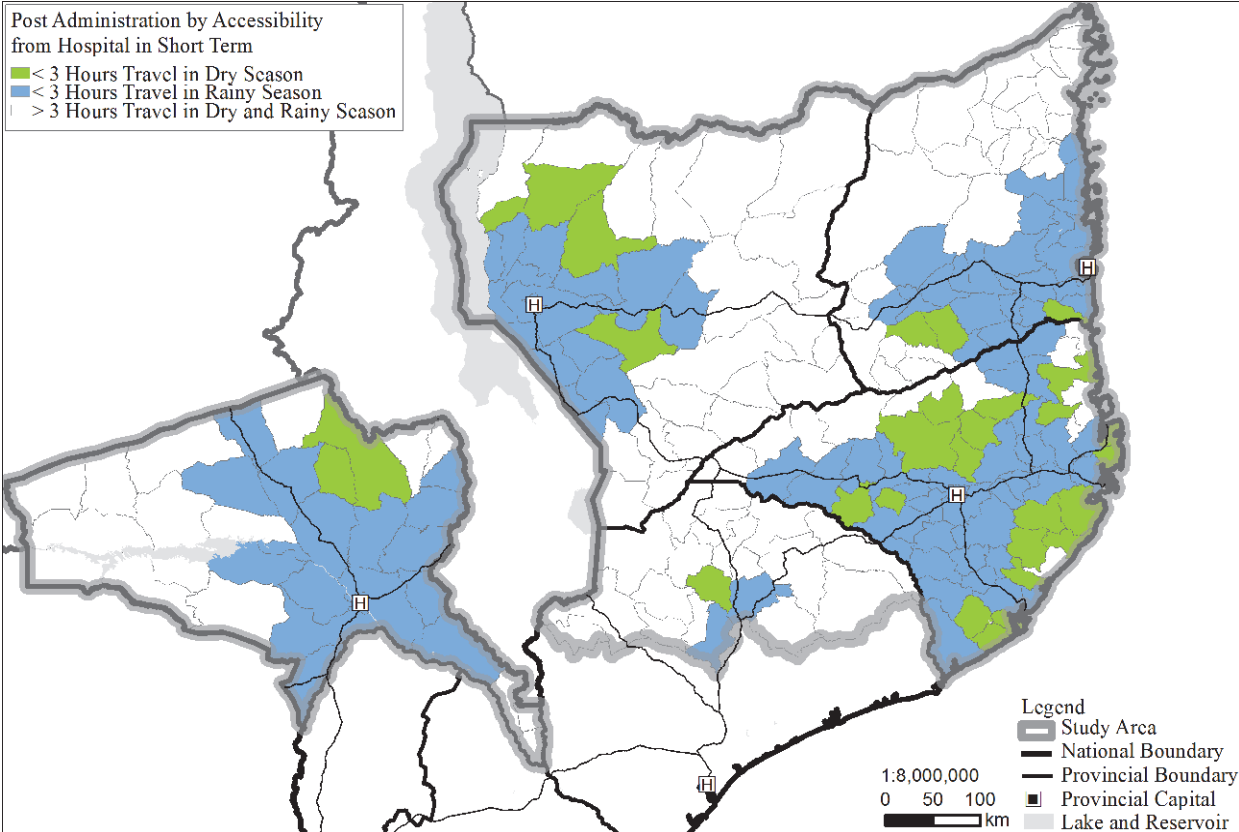 Post Administration by Accessibility
from Hospital in Short Term
< 3 Hours Travel in Dry Season
< 3 Hours Travel in Rainy Season
> 3 Hours Travel in Dry and Rainy Season
H
H
H
H
H
Legend
Study Area
National Boundary
Provincial Boundary
Provincial Capital
Lake and Reservoir
1:8,000,000
0 50 100
km